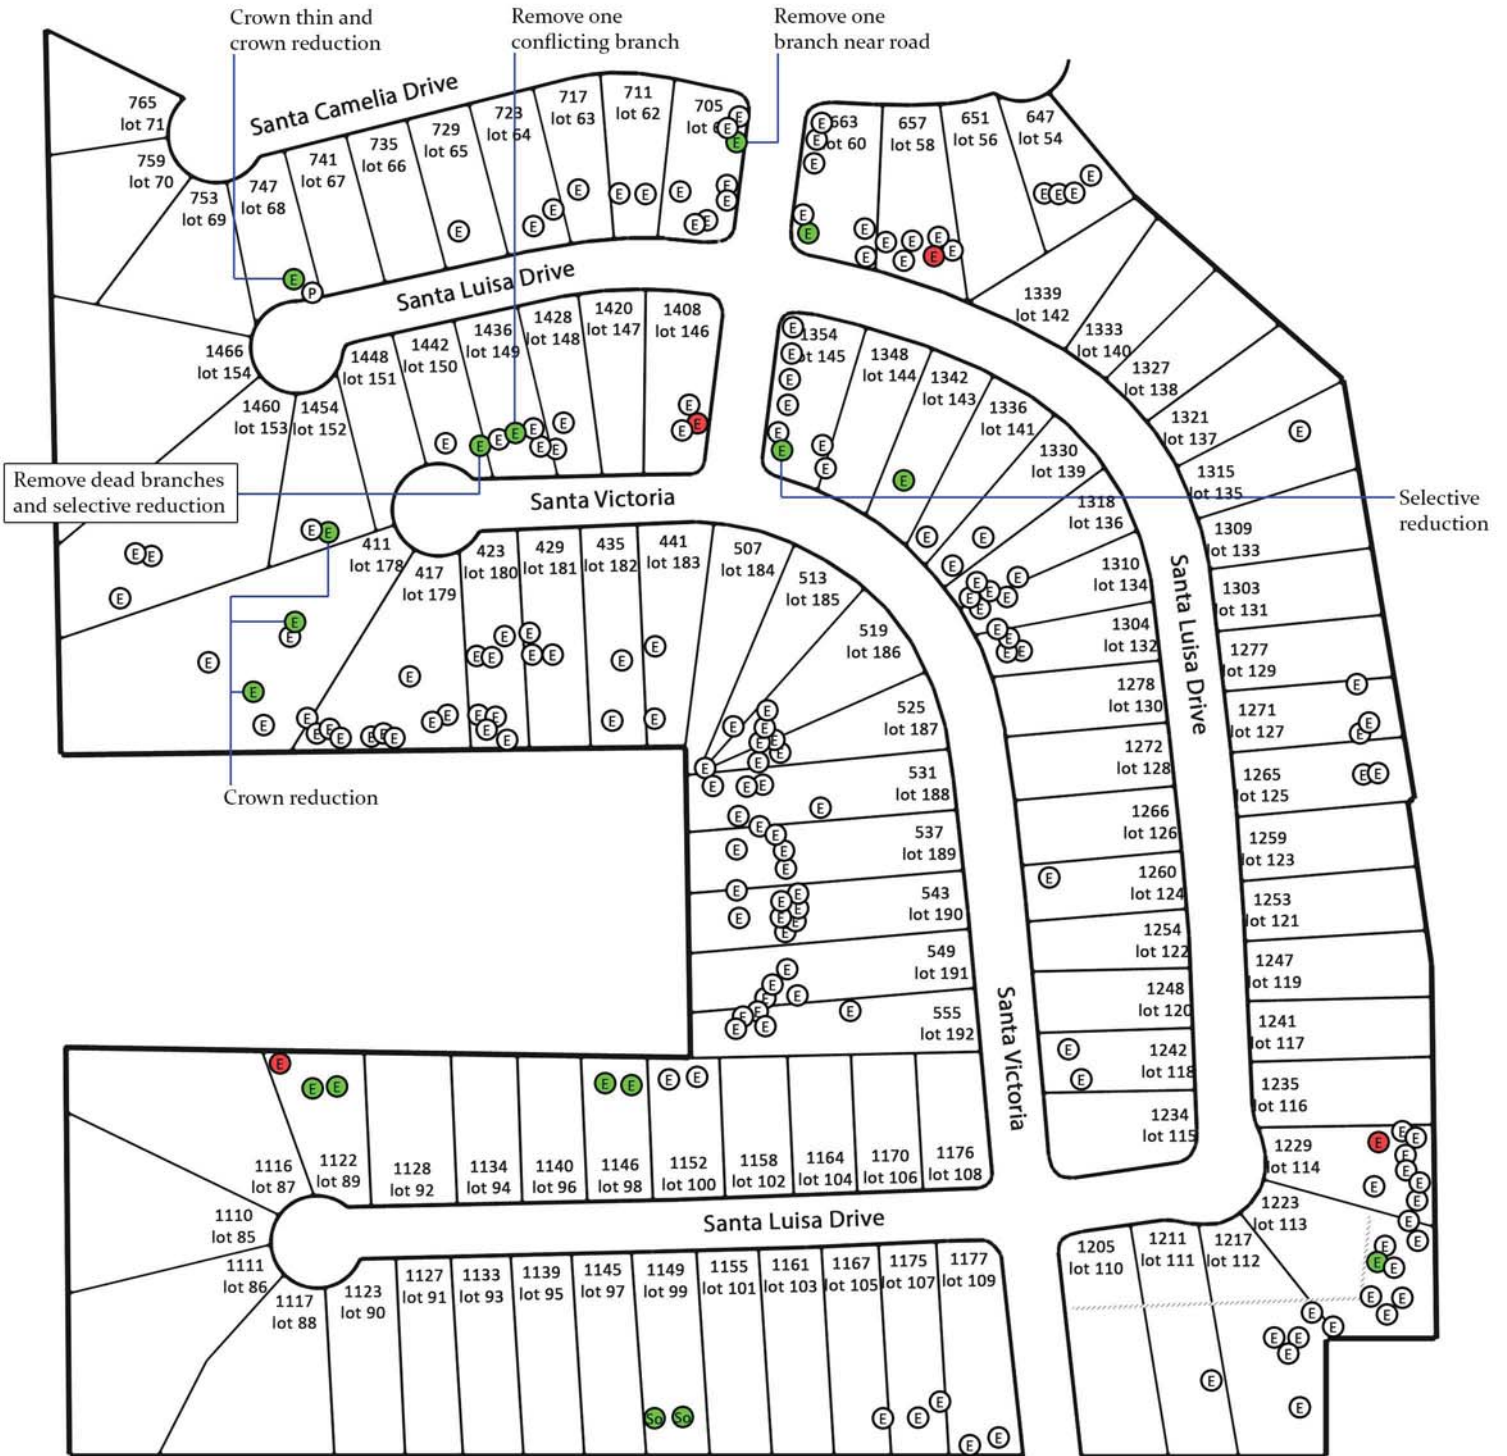 Crown thin and
crown reduction
Remove one
conflicting branch
Remove one
branch near road
Santa Camelia Drive
765
lot 71
759
lot 70
753
lot 69
747
lot 68
741
lot 67
735
lot 66
729
lot 65
723
lot 64
717
lot 63
711
lot 62
705
lot 6
663
lot 60
657
lot 58
651
lot 56
647
lot 54
P
Santa Luisa Drive
1466
lot 154
1460
lot 153
1454
lot 152
1448
lot 151
1442
lot 150
1436
lot 149
1428
lot 148
1420
lot 147
1408
lot 146
1354
lot 145
1348
lot 144
1342
lot 143
1336
lot 141
1330
lot 139
1318
lot 136
1310
lot 134
1304
lot 132
1278
lot 130
1272
lot 128
1266
lot 126
1260
lot 124
1254
lot 122
1248
lot 120
1242
lot 118
1234
lot 115
1339
lot 142
1333
lot 140
1327
lot 138
1321
lot 137
1315
lot 135
1309
lot 133
1303
lot 131
1277
lot 129
1271
lot 127
1265
lot 125
1259
lot 123
1253
lot 121
1247
lot 119
1241
lot 117
1235
lot 116
1229
lot 114
1223
lot 113
Remove dead branches
and selective reduction
Santa Victoria
Selective
reduction
Santa Luisa Drive
411
lot 178
417
lot 179
423
lot 180
429
lot 181
435
lot 182
441
lot 183
507
lot 184
513
lot 185
519
lot 186
525
lot 187
531
lot 188
537
lot 189
543
lot 190
549
lot 191
555
lot 192
Crown reduction
Santa Victoria
1116
lot 87
1122
lot 89
1128
lot 92
1134
lot 94
1140
lot 96
1146
lot 98
1152
lot 100
1158
lot 102
1164
lot 104
1170
lot 106
1176
lot 108
Santa Luisa Drive
1110
lot 85
1111
lot 86
1117
lot 88
1123
lot 90
1127
lot 91
1133
lot 93
1139
lot 95
1145
lot 97
1149
lot 99
1155
lot 101
1161
lot 103
1167
lot 105
1175
lot 107
1177
lot 109
1205
lot 110
1211
lot 111
1217
lot 112
So So